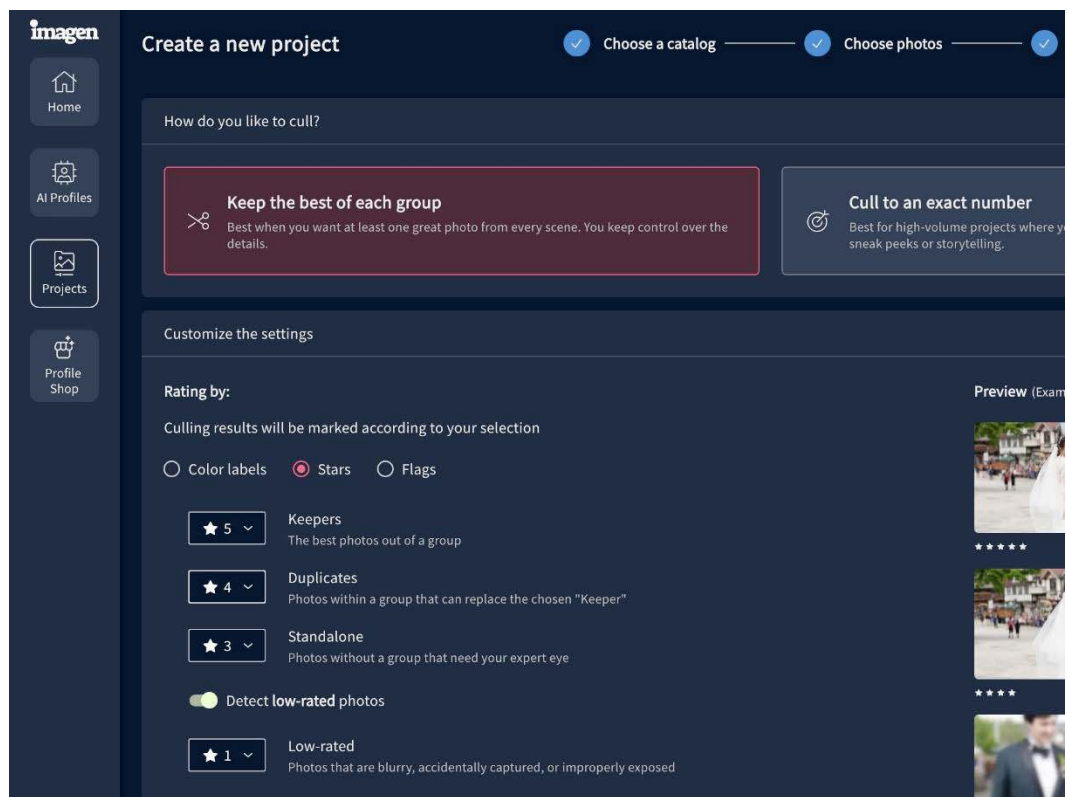 imagen
Create a new project
Choose a catalog
Choose photos
Home
AI Profiles
Projects
Profile
Shop
How do you like to cull?
Keep the best of each group
Best when you want at least one great photo from every scene. You keep control over the
details.
Cull to an exact number
Best for high-volume projects where
sneak peeks or storytelling.
Customize the settings
Rating by:
Culling results will be marked according to your selection
Color labels
Stars
Flags
5
Keepers
The best photos out of a group
4
Duplicates
Photos within a group that can replace the chosen "Keeper"
3
Standalone
Photos without a group that need your expert eye
Detect low-rated photos
1
Low-rated
Photos that are blurry, accidentally captured, or improperly exposed
Preview (Exam